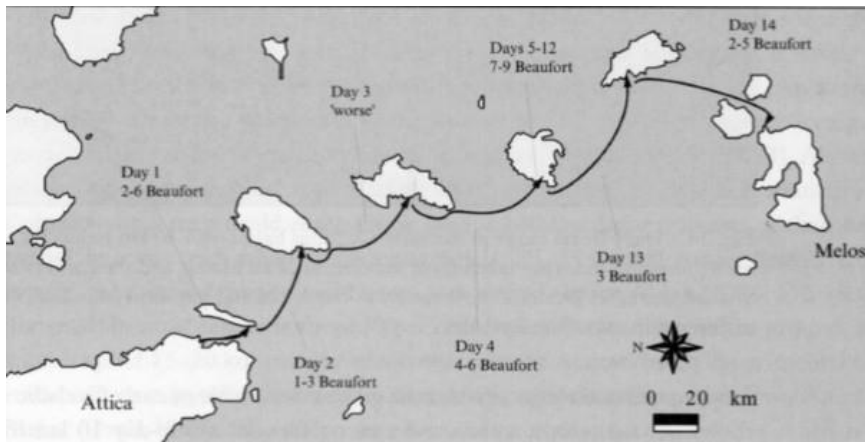 Day 14
2-5 Beaufort
Days 5-12
7-9 Beaufort
Day 3
'worse'
Day 1
2-6 Beaufort
Melos
Day 13
3 Beaufort
N
Day 2
1-3 Beaufort
Day 4
4-6 Beaufort
Attica
0 20 km